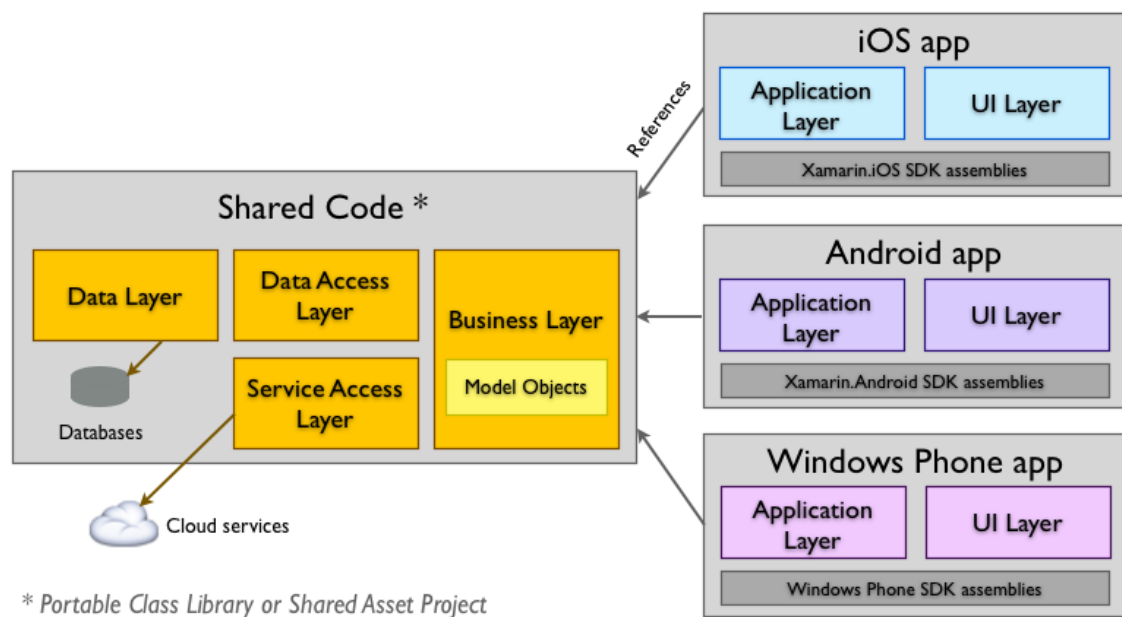 iOS app
Application
Layer
UI Layer
Xamarin.iOS SDK assemblies
References
Shared Code *
Data Layer
Data Access
Layer
Business Layer
Model Objects
Service Access
Layer
Databases
Cloud services
Android app
Application
Layer
UI Layer
Xamarin.Android SDK assemblies
Windows Phone app
Application
Layer
UI Layer
Windows Phone SDK assemblies
* Portable Class Library or Shared Asset Project